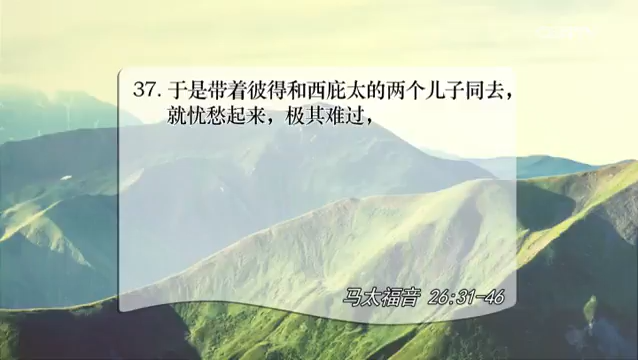 37. 于是带着彼得和西庇太的两个儿子同去，
就忧愁起来，极其难过，
马太福音 26:31-46